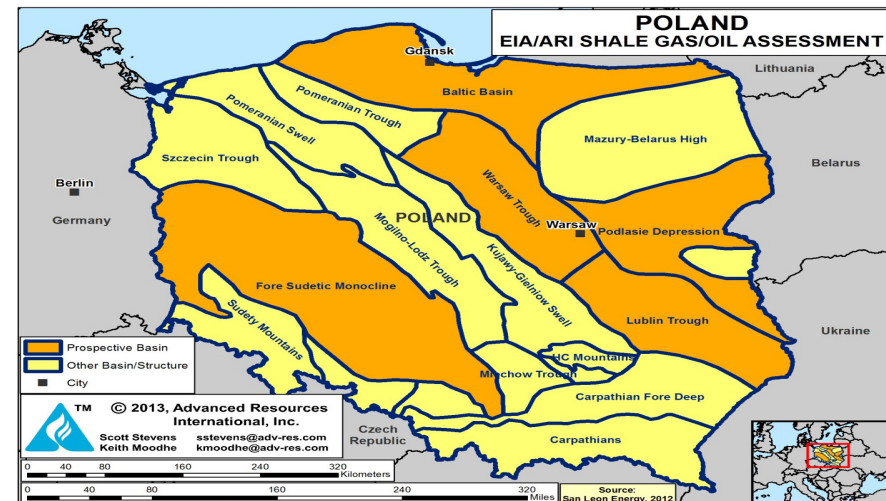 POLAND
EIA/ARI SHALE GAS/OIL ASSESSMENT
Gdansk
Lithuania
Baltic Basin
Pomeranian Trough
Pomeranian Swell
Mazury-Belarus High
Szczecin Trough
Belarus
Berlin
Warsaw Trough
Germany
POLAND
Warsaw
Podlasie Depression
Mogilno-Lodz Trough
Kujawy-Gielniow Swell
Fore Sudetic Monocline
Sudety Mountains
Lublin Trough
Ukraine
Prospective Basin
Other Basin/Structure
City
HC Mountains
Miechow Trough
Carpathian Fore Deep
TM © 2013, Advanced Resources
International, Inc.
Scott Stevens sstevens@adv-res.com
Keith Moodhe kmoodhe@adv-res.com
Czech
Republic
Carpathians
0 40 80 160 240 320
Kilometers
0 40 80 160 240 320
Miles
Source:
San Leon Energy, 2012